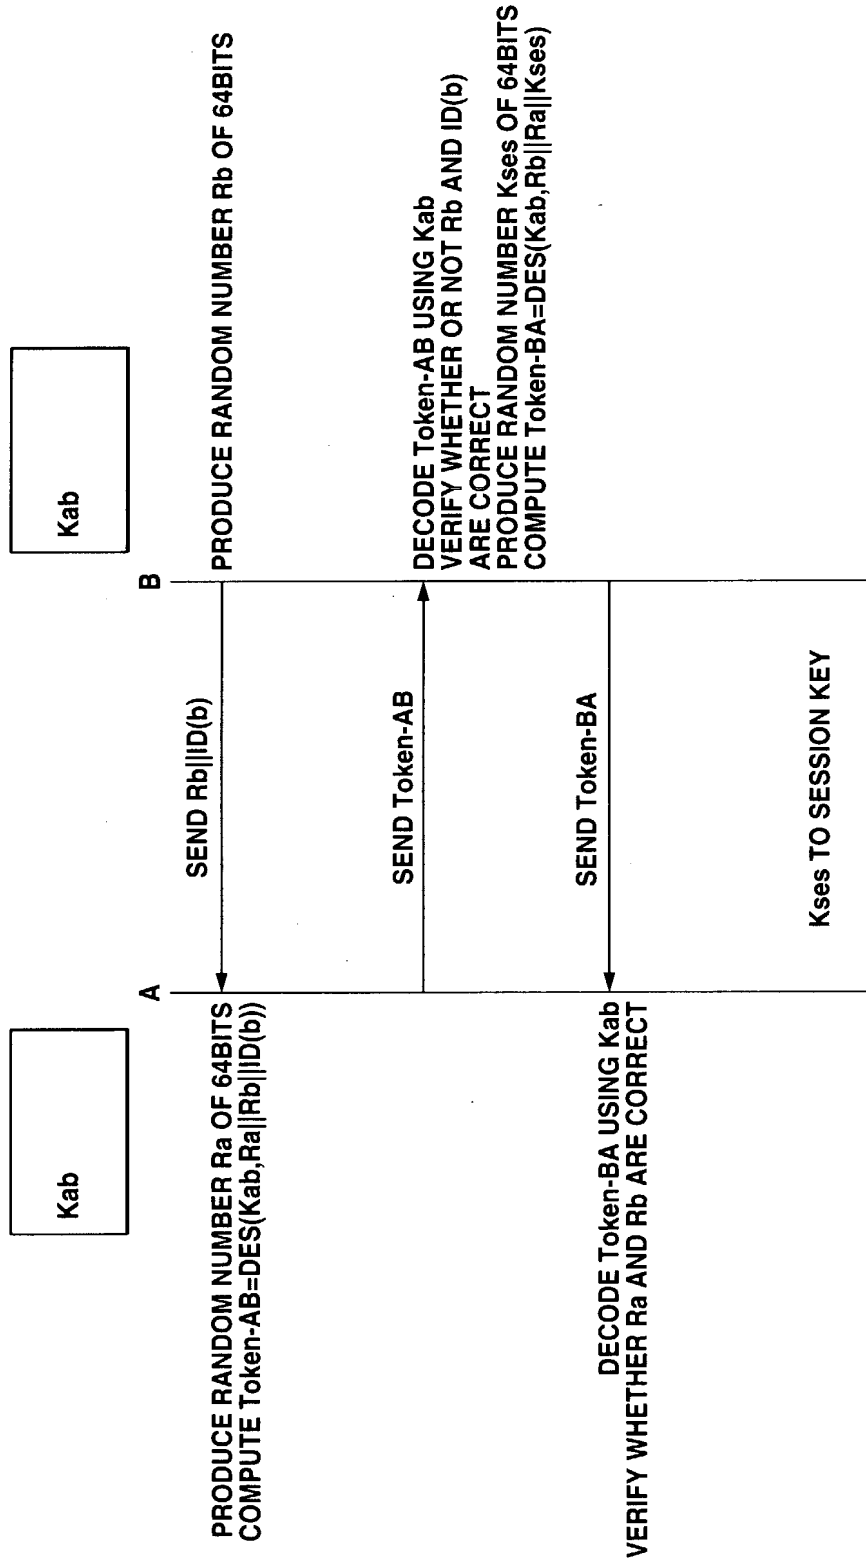 Kab
Kab
A
B
PRODUCE RANDOM NUMBER Rb OF 64BITS
SEND Rb||ID(b)
PRODUCE RANDOM NUMBER Ra OF 64BITS
COMPUTE Token-AB=DES(Kab,Ra||Rb||ID(b))
SEND Token-AB
DECODE Token-AB USING Kab
VERIFY WHETHER OR NOT Rb AND ID(b)
ARE CORRECT
PRODUCE RANDOM NUMBER Kses OF 64BITS
COMPUTE Token-BA=DES(Kab,Rb||Ra||Kses)
SEND Token-BA
DECODE Token-BA USING Kab
VERIFY WHETHER Ra AND Rb ARE CORRECT
Kses TO SESSION KEY